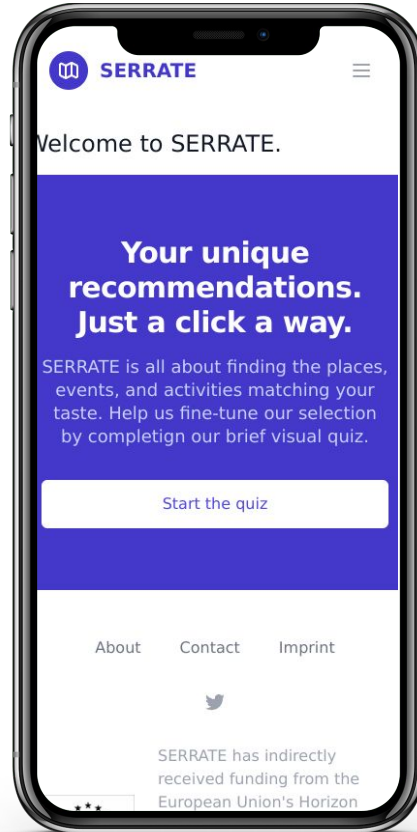 SERRATE
Welcome to SERRATE.
Your unique
recommendations.
Just a click a way.
SERRATE is all about finding the places,
events, and activities matching your
taste. Help us fine-tune our selection
by completign our brief visual quiz.
Start the quiz
About Contact Imprint
SERRATE has indirectly
received funding from the
European Union's Horizon